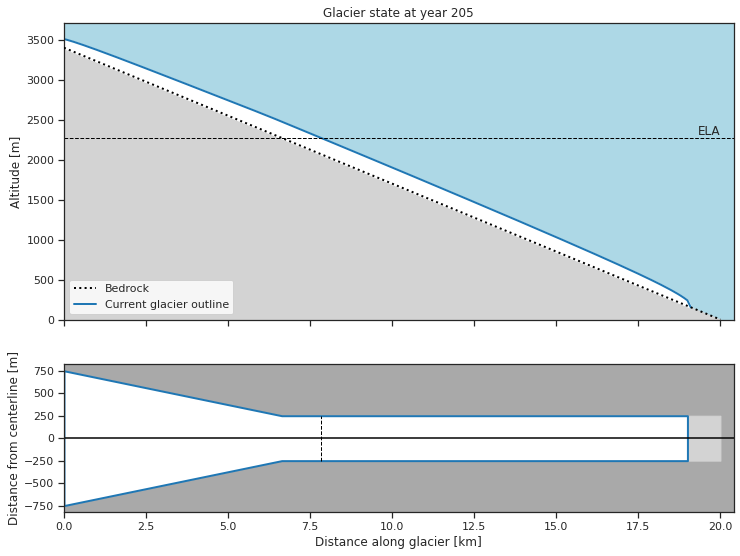 Glacier state at year 205
3500
3000
2500
2000
1500
1000
500
0
Altitude [m]
ELA
Bedrock
Current glacier outline
750
500
250
0
−250
−500
−750
Distance from centerline [m]
0.0 2.5 5.0 7.5 10.0 12.5 15.0 17.5 20.0
Distance along glacier [km]